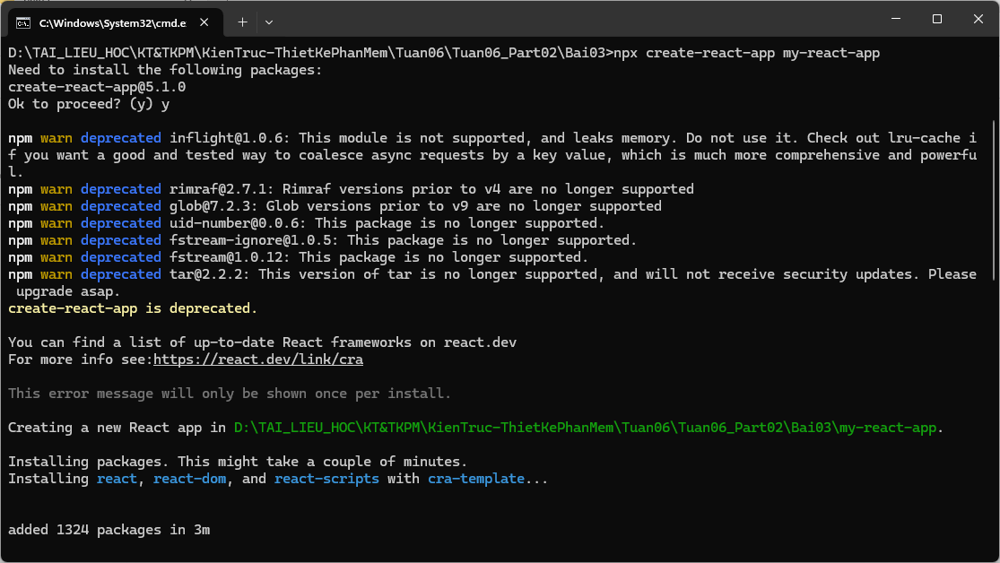 C:\Windows\System32\cmd.e
D:\TAI_LIEU_HOC\KT&TKPM\KienTruc-ThietKePhanMem\Tuan06\Tuan06_Part02\Bai03>npx create-react-app my-react-app
Need to install the following packages:
create-react-app@5.1.0
Ok to proceed? (y) y
npm warn deprecated inflight@1.0.6: This module is not supported, and leaks memory. Do not use it. Check out lru-cache i
f you want a good and tested way to coalesce async requests by a key value, which is much more comprehensive and powerfu
l.
npm warn deprecated rimraf@2.7.1: Rimraf versions prior to v4 are no longer supported
npm warn deprecated glob@7.2.3: Glob versions prior to v9 are no longer supported
npm warn deprecated uid-number@0.0.6: This package is no longer supported.
npm warn deprecated fstream-ignore@1.0.5: This package is no longer supported.
npm warn deprecated fstream@1.0.12: This package is no longer supported.
npm warn deprecated tar@2.2.2: This version of tar is no longer supported, and will not receive security updates. Please
 upgrade asap.
create-react-app is deprecated.
You can find a list of up-to-date React frameworks on react.dev
For more info see:https://react.dev/link/cra
This error message will only be shown once per install.
Creating a new React app in D:\TAI_LIEU_HOC\KT&TKPM\KienTruc-ThietKePhanMem\Tuan06\Tuan06_Part02\Bai03\my-react-app.
Installing packages. This might take a couple of minutes.
Installing react, react-dom, and react-scripts with cra-template...
added 1324 packages in 3m